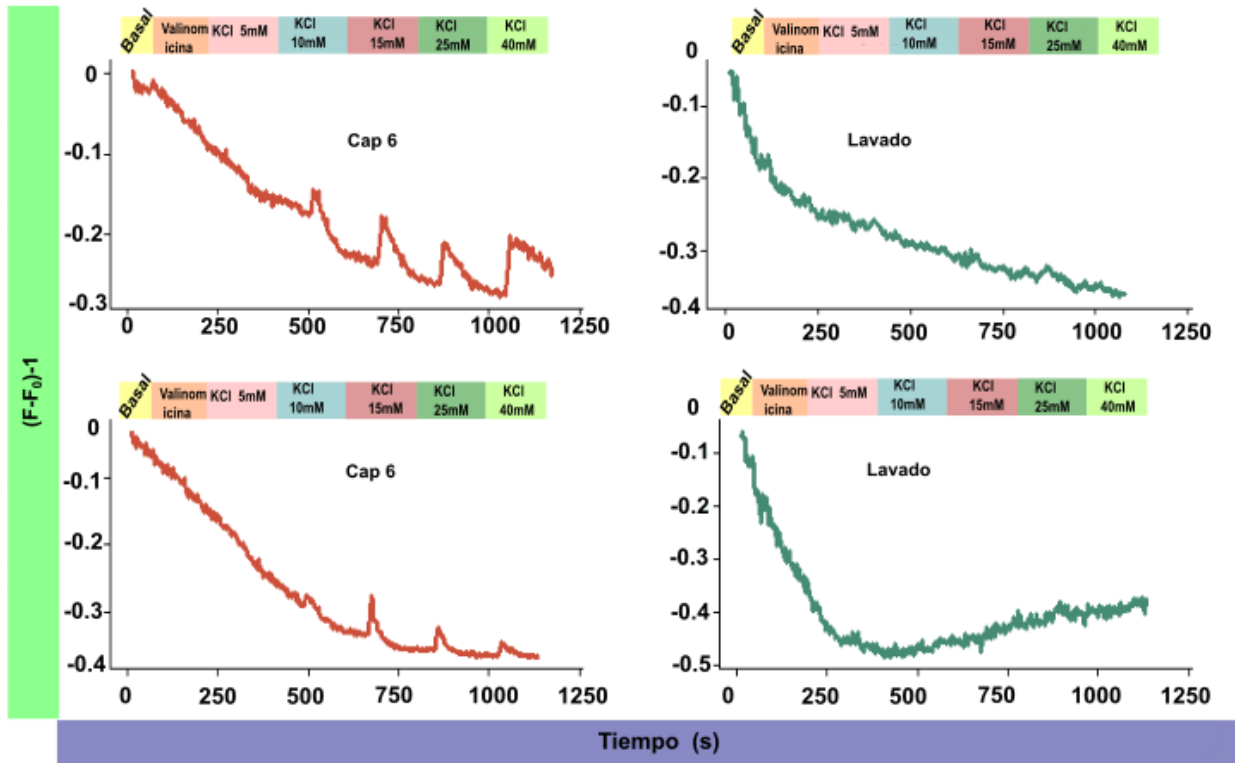 Basal
Valinom
icina
KCl 5mM
KCl
10mM
KCl
15mM
KCl
25mM
KCl
40mM
0
-0.1
-0.2
-0.3
Cap 6
0
250
500
750
1000
1250
Basal
Valinom
icina
KCl 5mM
KCl
10mM
KCl
15mM
KCl
25mM
KCl
40mM
0
-0.1
-0.2
-0.3
-0.4
Lavado
0
250
500
750
1000
1250
Basal
Valinom
icina
KCl 5mM
KCl
10mM
KCl
15mM
KCl
25mM
KCl
40mM
0
-0.1
-0.2
-0.3
-0.4
Cap 6
0
250
500
750
1000
1250
Basal
Valinom
icina
KCl 5mM
KCl
10mM
KCl
15mM
KCl
25mM
KCl
40mM
0
-0.1
-0.2
-0.3
-0.4
-0.5
Lavado
0
250
500
750
1000
1250
(F-F₀)-1
Tiempo (s)